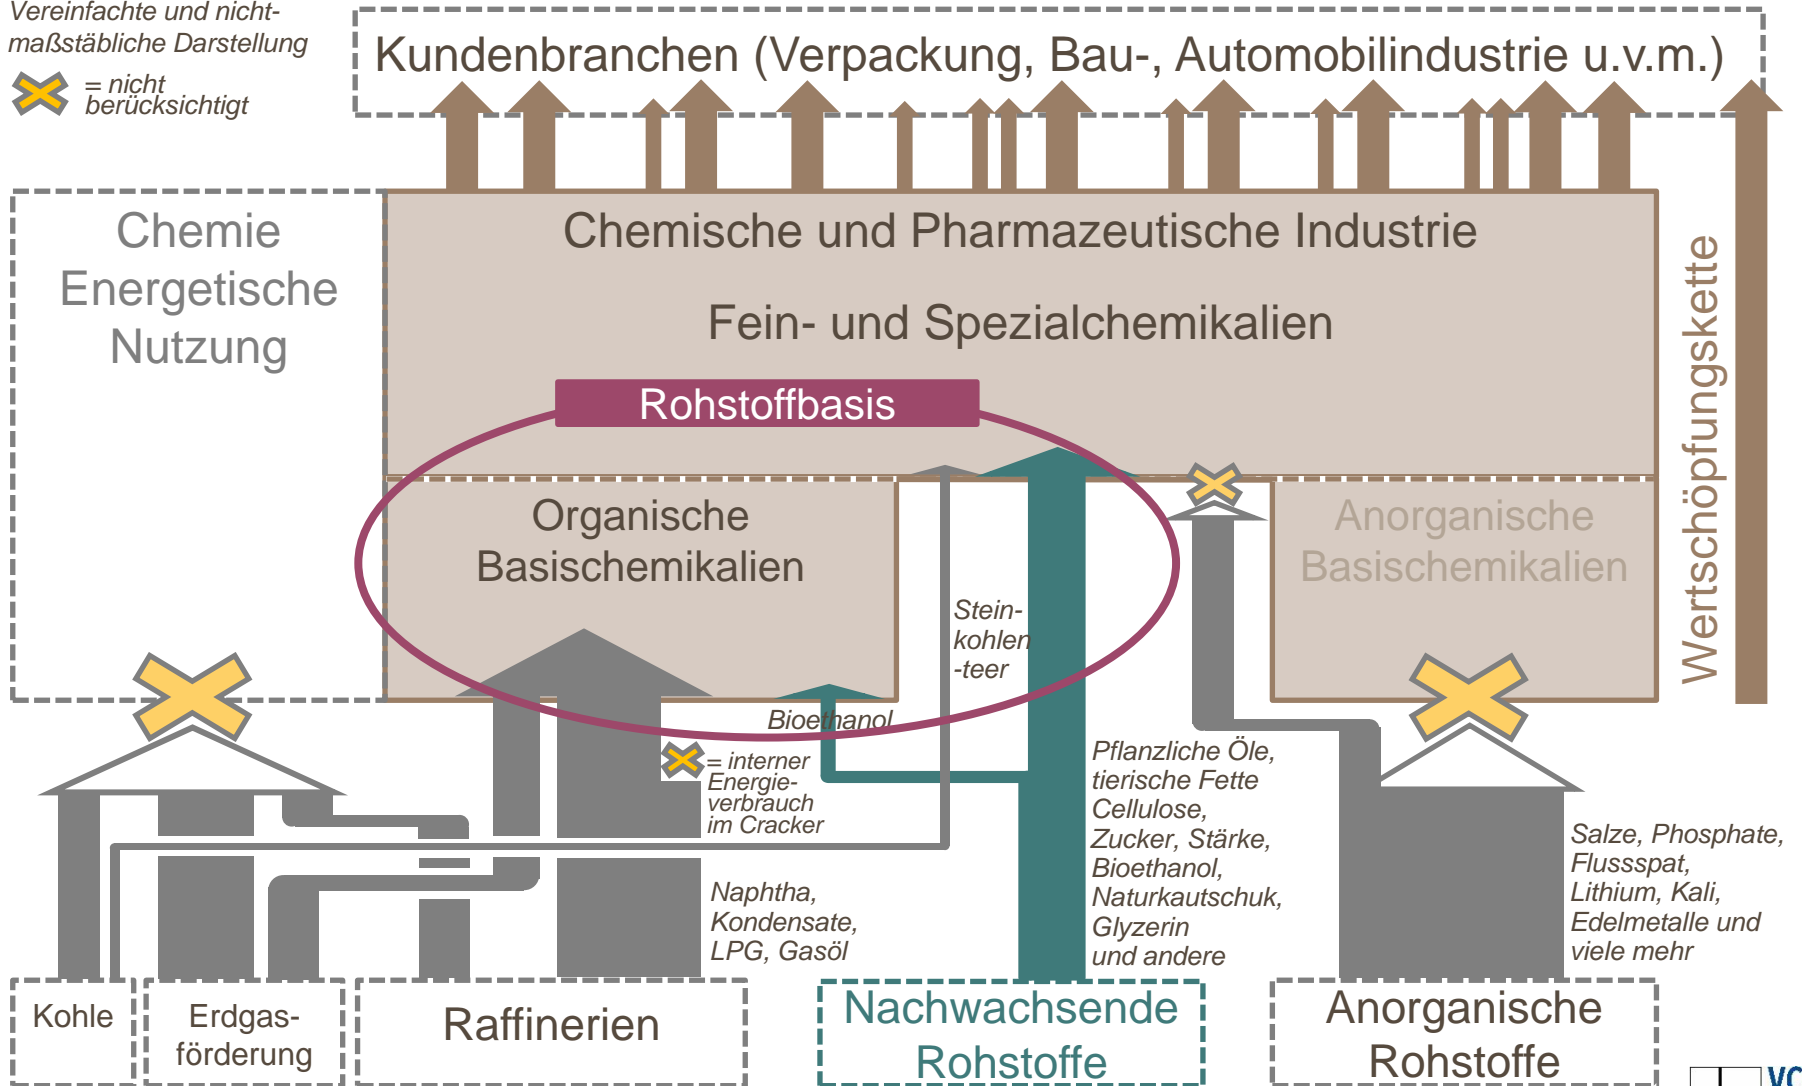 Vereinfachte und nicht-
maßstäbliche Darstellung
= nicht
berücksichtigt
Kundenbranchen (Verpackung, Bau-, Automobilindustrie u.v.m.)
Chemie
Energetische
Nutzung
Chemische und Pharmazeutische Industrie
Fein- und Spezialchemikalien
Rohstoffbasis
Wertschöpfungskette
Organische
Basischemikalien
Anorganische
Basischemikalien
Stein-
kohlen
-teer
Bioethanol
= interner
Energie-
verbrauch
im Cracker
Pflanzliche Öle,
tierische Fette
Cellulose,
Zucker, Stärke,
Bioethanol,
Naturkautschuk,
Glyzerin
und andere
Naphtha,
Kondensate,
LPG, Gasöl
Salze, Phosphate,
Flussspat,
Lithium, Kali,
Edelmetalle und
viele mehr
Kohle
Erdgas-
förderung
Raffinerien
Nachwachsende
Rohstoffe
Anorganische
Rohstoffe